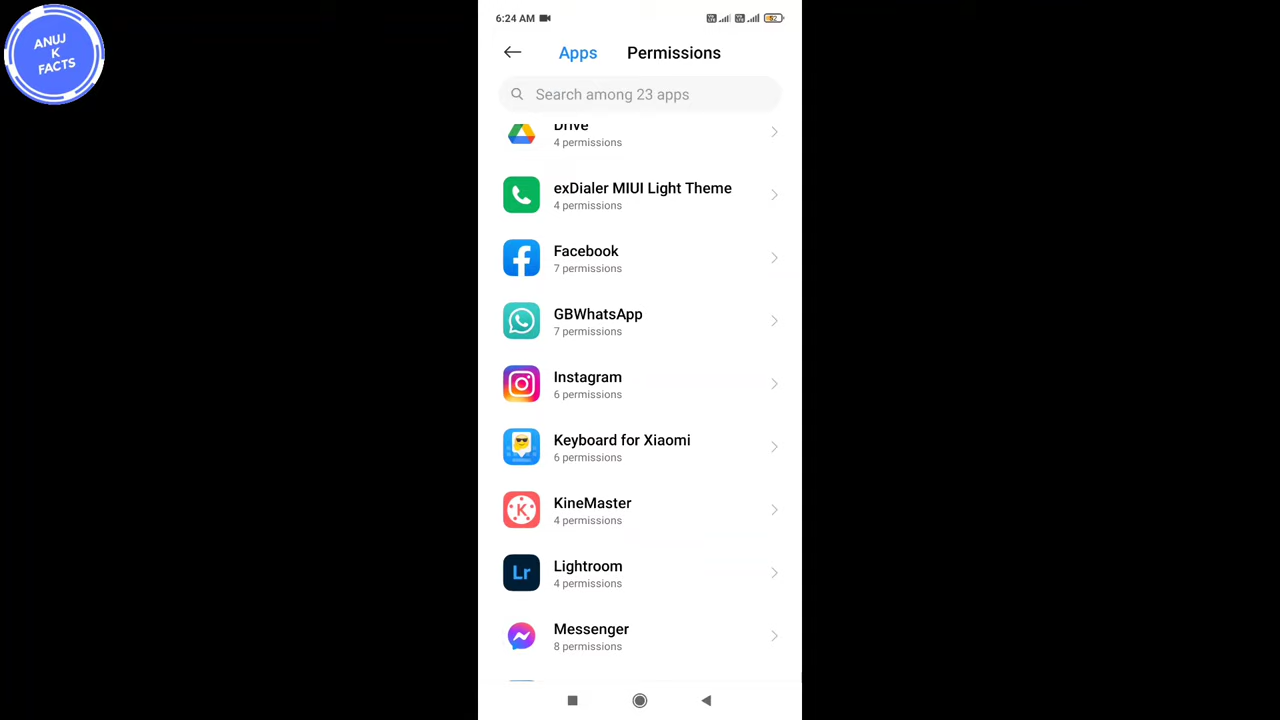 ANUJ
K
FACTS
6:24 AM
52
Apps Permissions
Search among 23 apps
Drive
4 permissions
exDialer MIUI Light Theme
4 permissions
Facebook
7 permissions
GBWhatsApp
7 permissions
Instagram
6 permissions
Keyboard for Xiaomi
6 permissions
K
KineMaster
4 permissions
Lr
Lightroom
4 permissions
Messenger
8 permissions